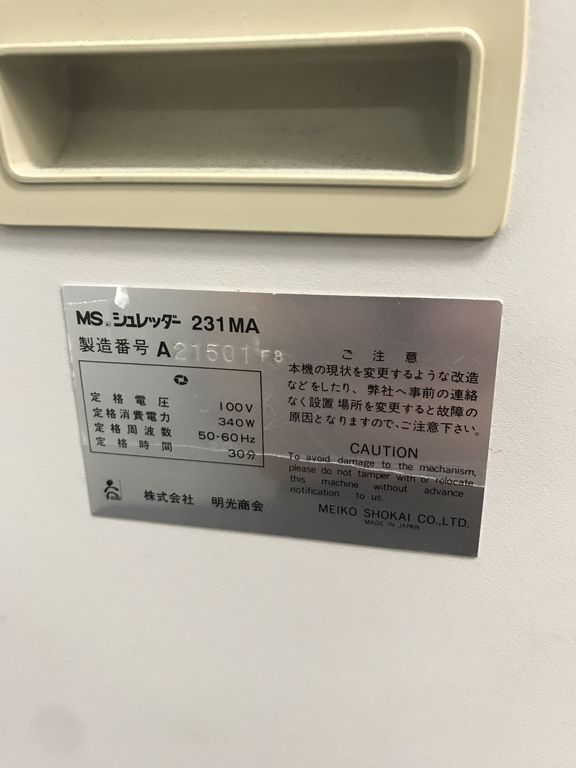 MS シュレッダー 231MA
製造番号 A21501F8
定格電圧 100V
定格消費電力 340W
定格周波数 50-60Hz
定格時間 30分
株式会社 明光商会
ご注意
本機の現状を変更するような改造
などをしたり、弊社へ事前の連絡
なく設置場所を変更すると故障の
原因となりますので、ご注意下さい。
CAUTION
To avoid damage to the mechanism,
please do not tamper with or relocate
this machine without advance
notification to us.
MEIKO SHOKAI CO.,LTD.
MADE IN JAPAN